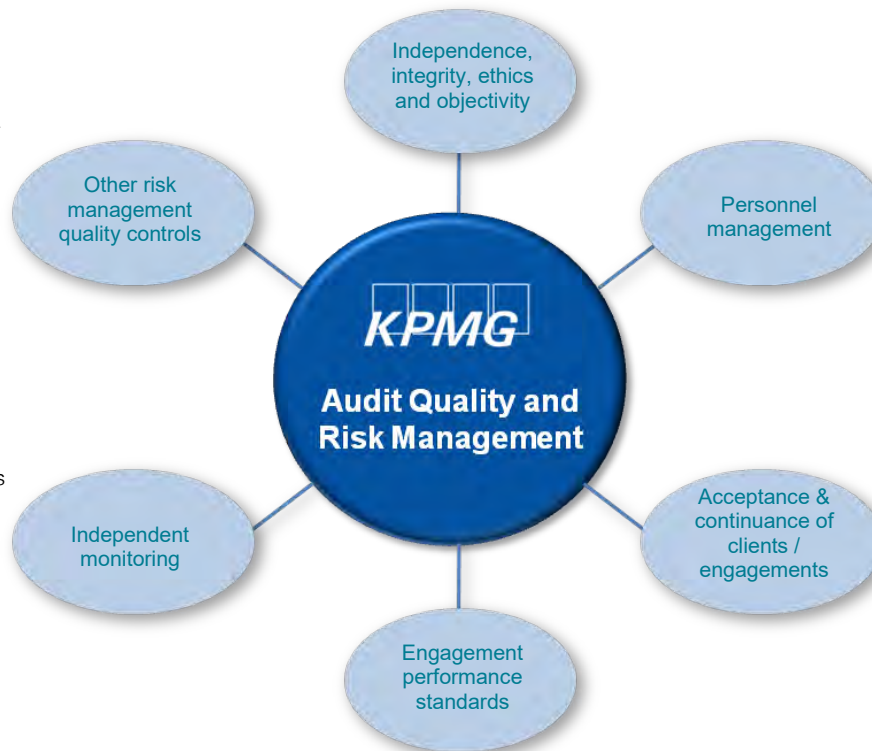 Independence,
integrity, ethics
and objectivity
Other risk
management
quality controls
Personnel
management
KPMG
Audit Quality and
Risk Management
Independent
monitoring
Acceptance &
continuance of
clients /
engagements
Engagement
performance
standards
s